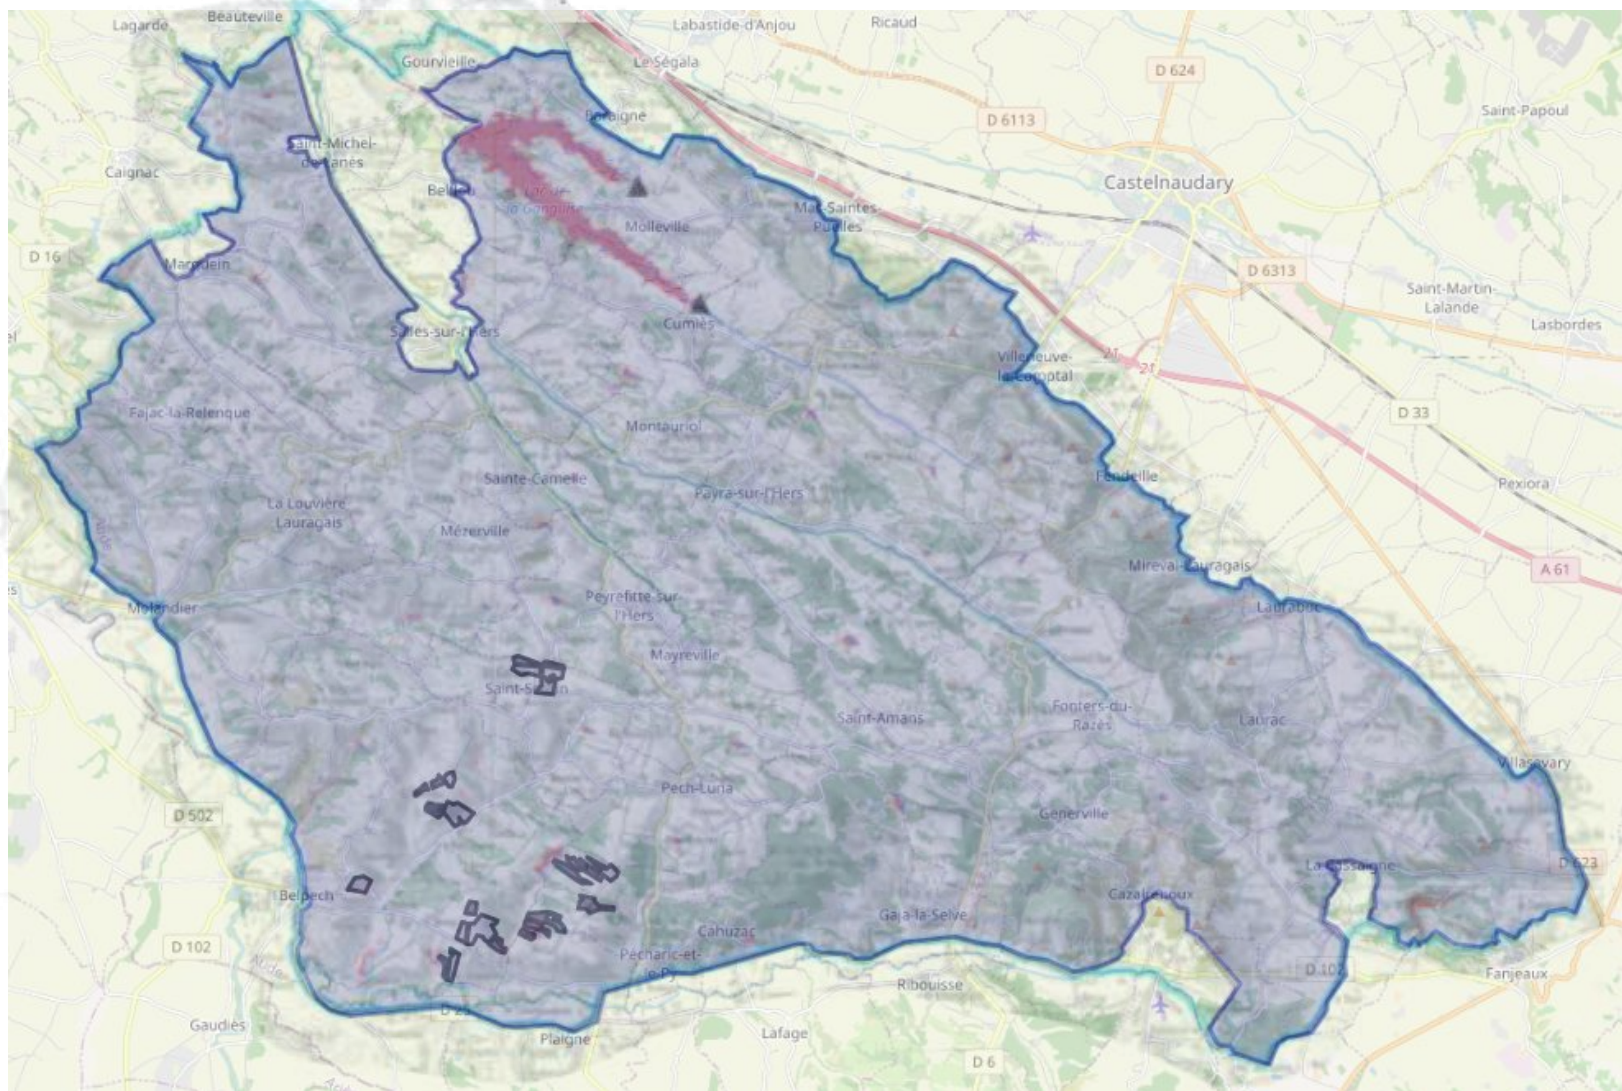 Beauteville
Lagarde
Labastide-d'Anjou
Ricaud
Gourvieille
Le Ségala
D 624
Saint-Papoul
D 6113
Baraigne
Saint-Michel-
de-Lanès
Caignac
Castelnaudary
Belflou
Molleville
Mas-Saintes-
Puelles
D 16
Marquein
D 6313
Saint-Martin-
Lalande
Lasbordes
Cumiès
Salles-sur-l'Hers
Villeneuve-
la-Comptal
21
21
D 33
Fajac-la-Relenque
Montauriol
Sainte-Camelle
Fendeille
Pexiora
La Louvière-
Lauragais
Payra-sur-l'Hers
Mézerville
Mireval-Lauragais
A 61
Molandier
Peyrefitte-sur-
l'Hers
Laurabuc
Mayreville
Saint-Sernin
Saint-Amans
Fonters-du-
Razès
Laurac
Villasavary
Pech-Luna
Generville
D 502
La Cassaigne
D 623
Belpech
Cazalrenoux
Gaja-la-Selve
Cahuzac
D 102
Pécharic-et-
le-Py
D 102
Fanjeaux
Ribouisse
D 25
Gaudiès
Plaigne
Lafage
D 6